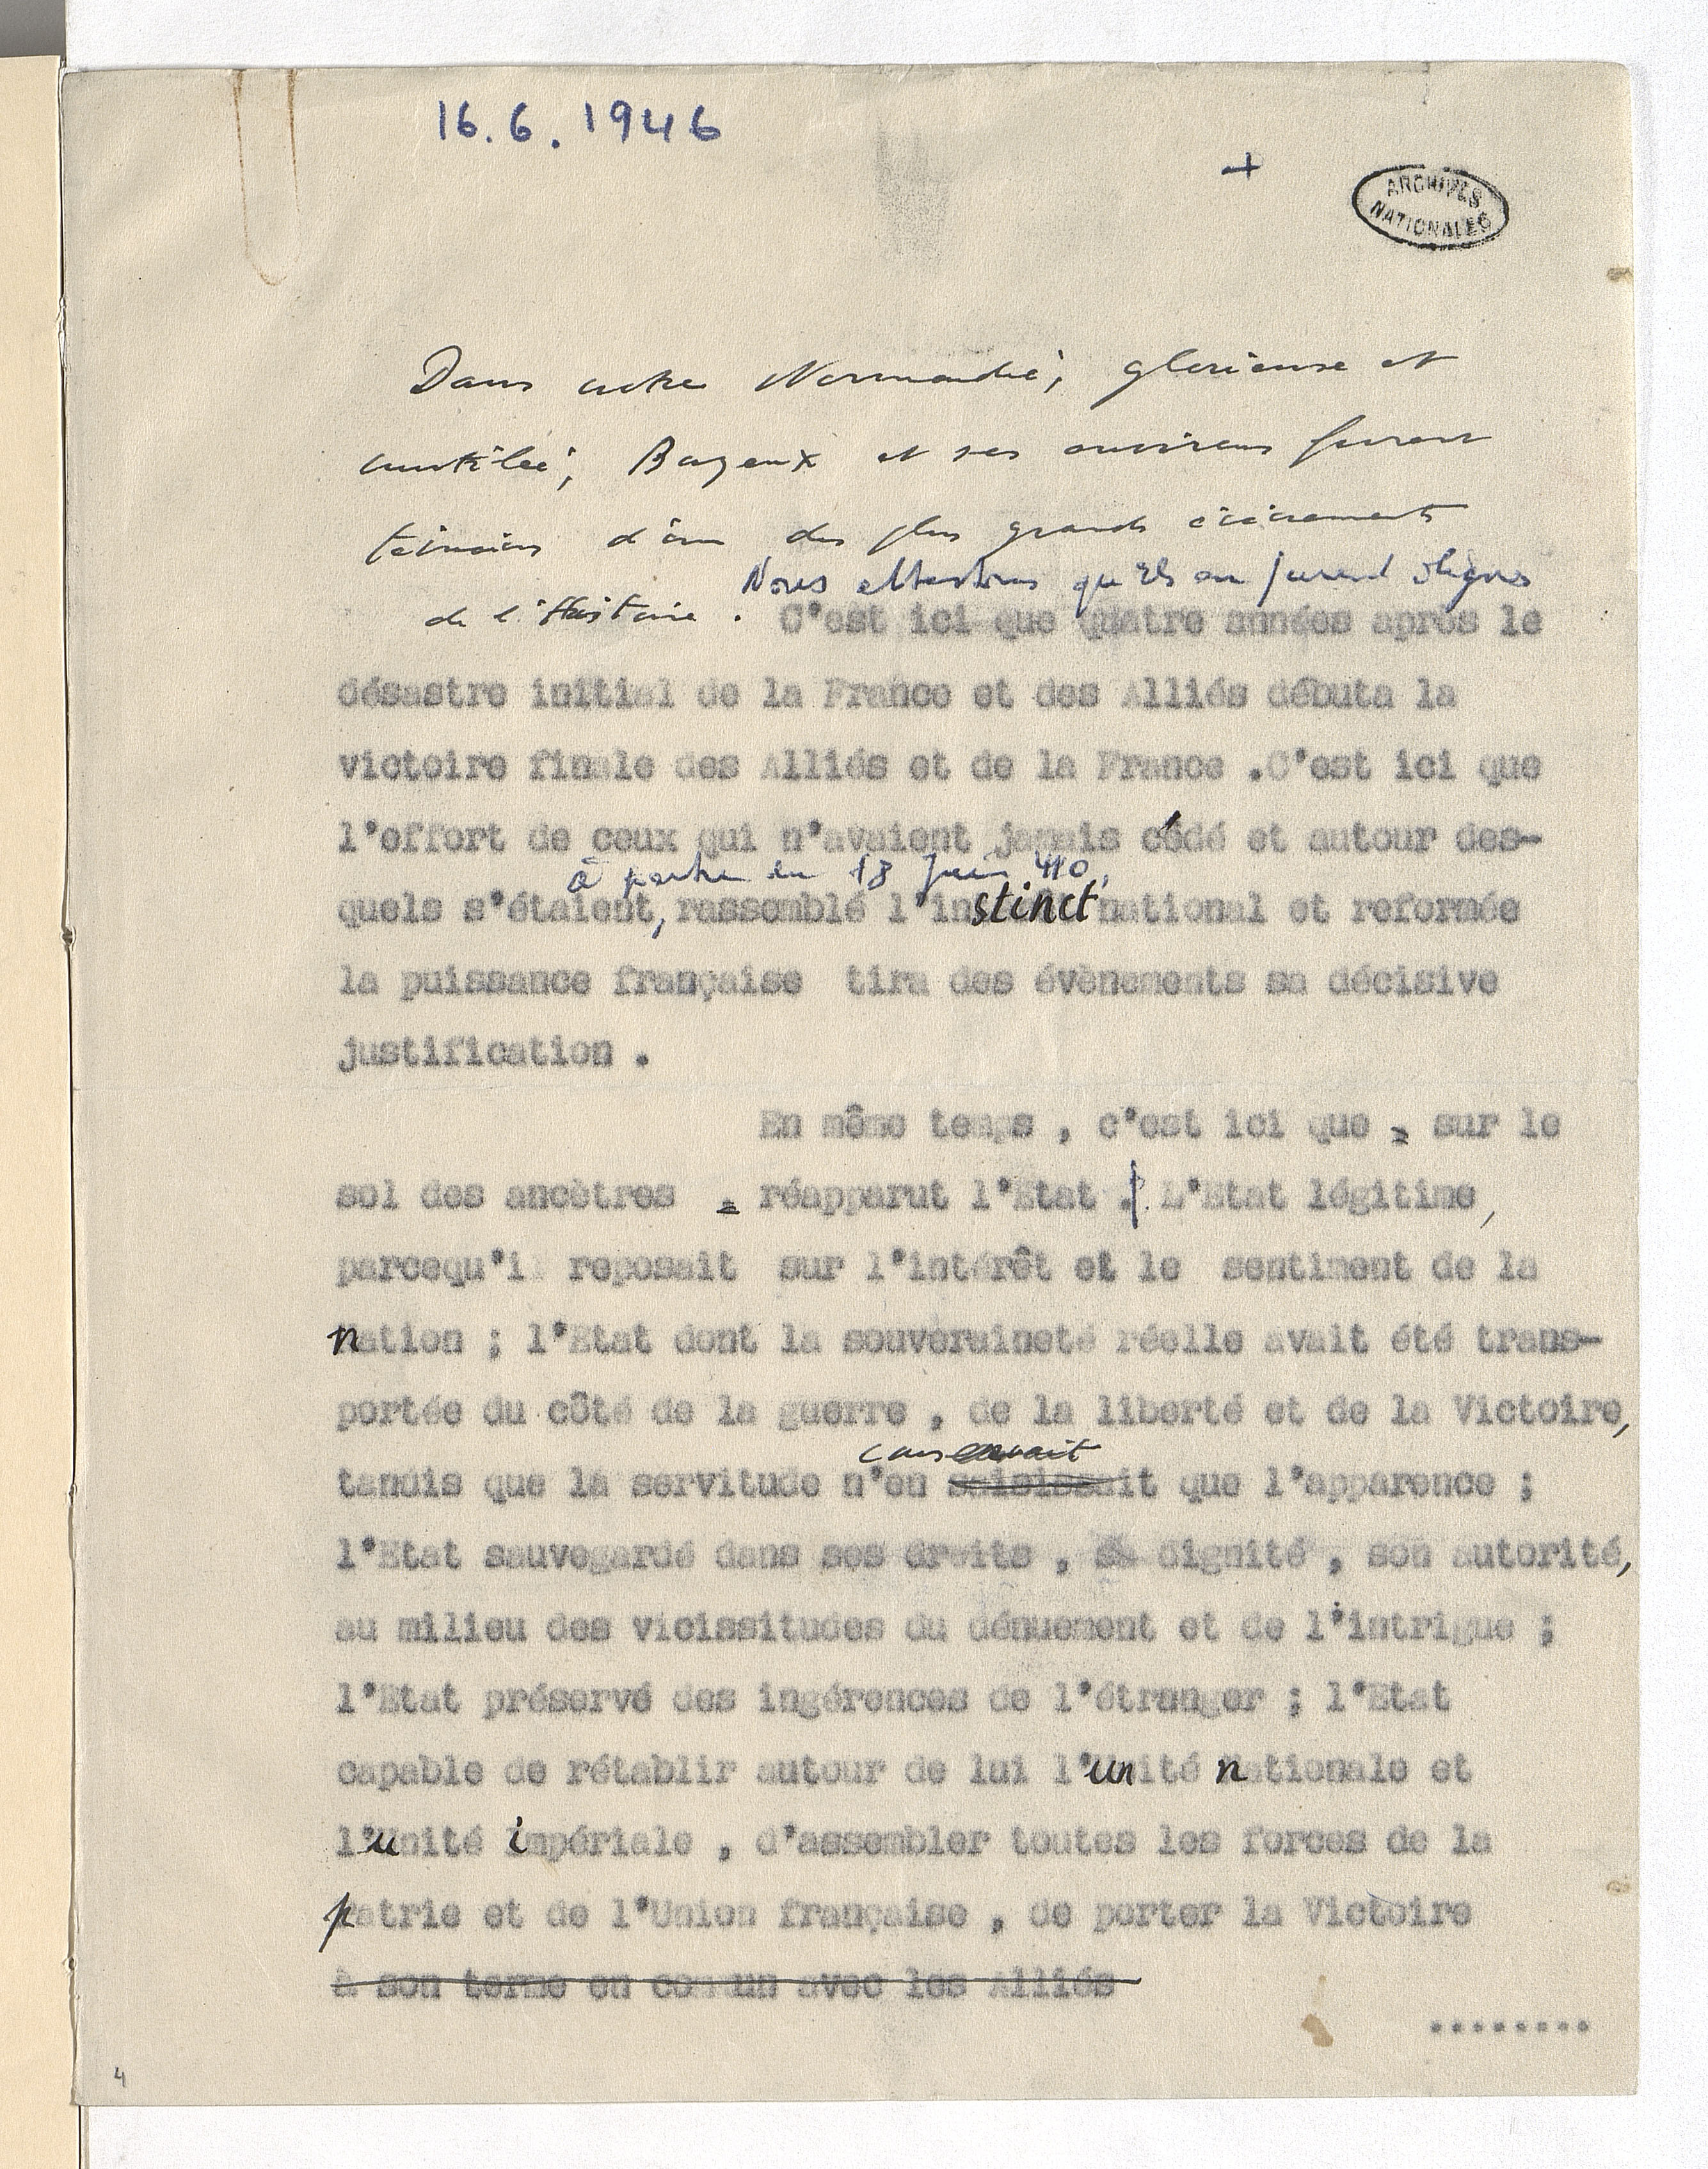 16.6.1946
+
ARCHIVES
NATIONALES
Dans notre Normandie, glorieuse et
mutilée, Bayeux et ses environs furent
témoins d'un des plus grands évènements
de l'Histoire. Nous attestons qu'ils en furent dignes
C'est ici que quatre années après le
désastre initial de la France et des Alliés débuta la
victoire finale des Alliés et de la France .C'est ici que
l'effort de ceux qui n'avaient jamais cédé et autour des-
quels s'étaient, à partir du 18 Juin 40, rassemblé l'instinct national et reformée
la puissance française tira des évènements sa décisive
justification .
En même temps , c'est ici que = sur le
sol des ancètres = réapparut l'Etat . L'Etat légitime,
parcequ'il reposait sur l'intérêt et le sentiment de la
nation ; l'Etat dont la souveraineté réelle avait été trans-
portée du côté de la guerre , de la liberté et de la Victoire,
tandis que la servitude n'en saisissait conservait que l'apparence ;
l'Etat sauvegardé dans ses droits , sa dignité , son autorité,
au milieu des vicissitudes du dénuement et de l'intrigue ;
l'Etat préservé des ingérences de l'étranger ; l'Etat
capable de rétablir autour de lui l'unité nationale et
l'unité impériale , d'assembler toutes les forces de la
patrie et de l'Union française , de porter la Victoire
à son terme en commun avec les Alliés
........
4